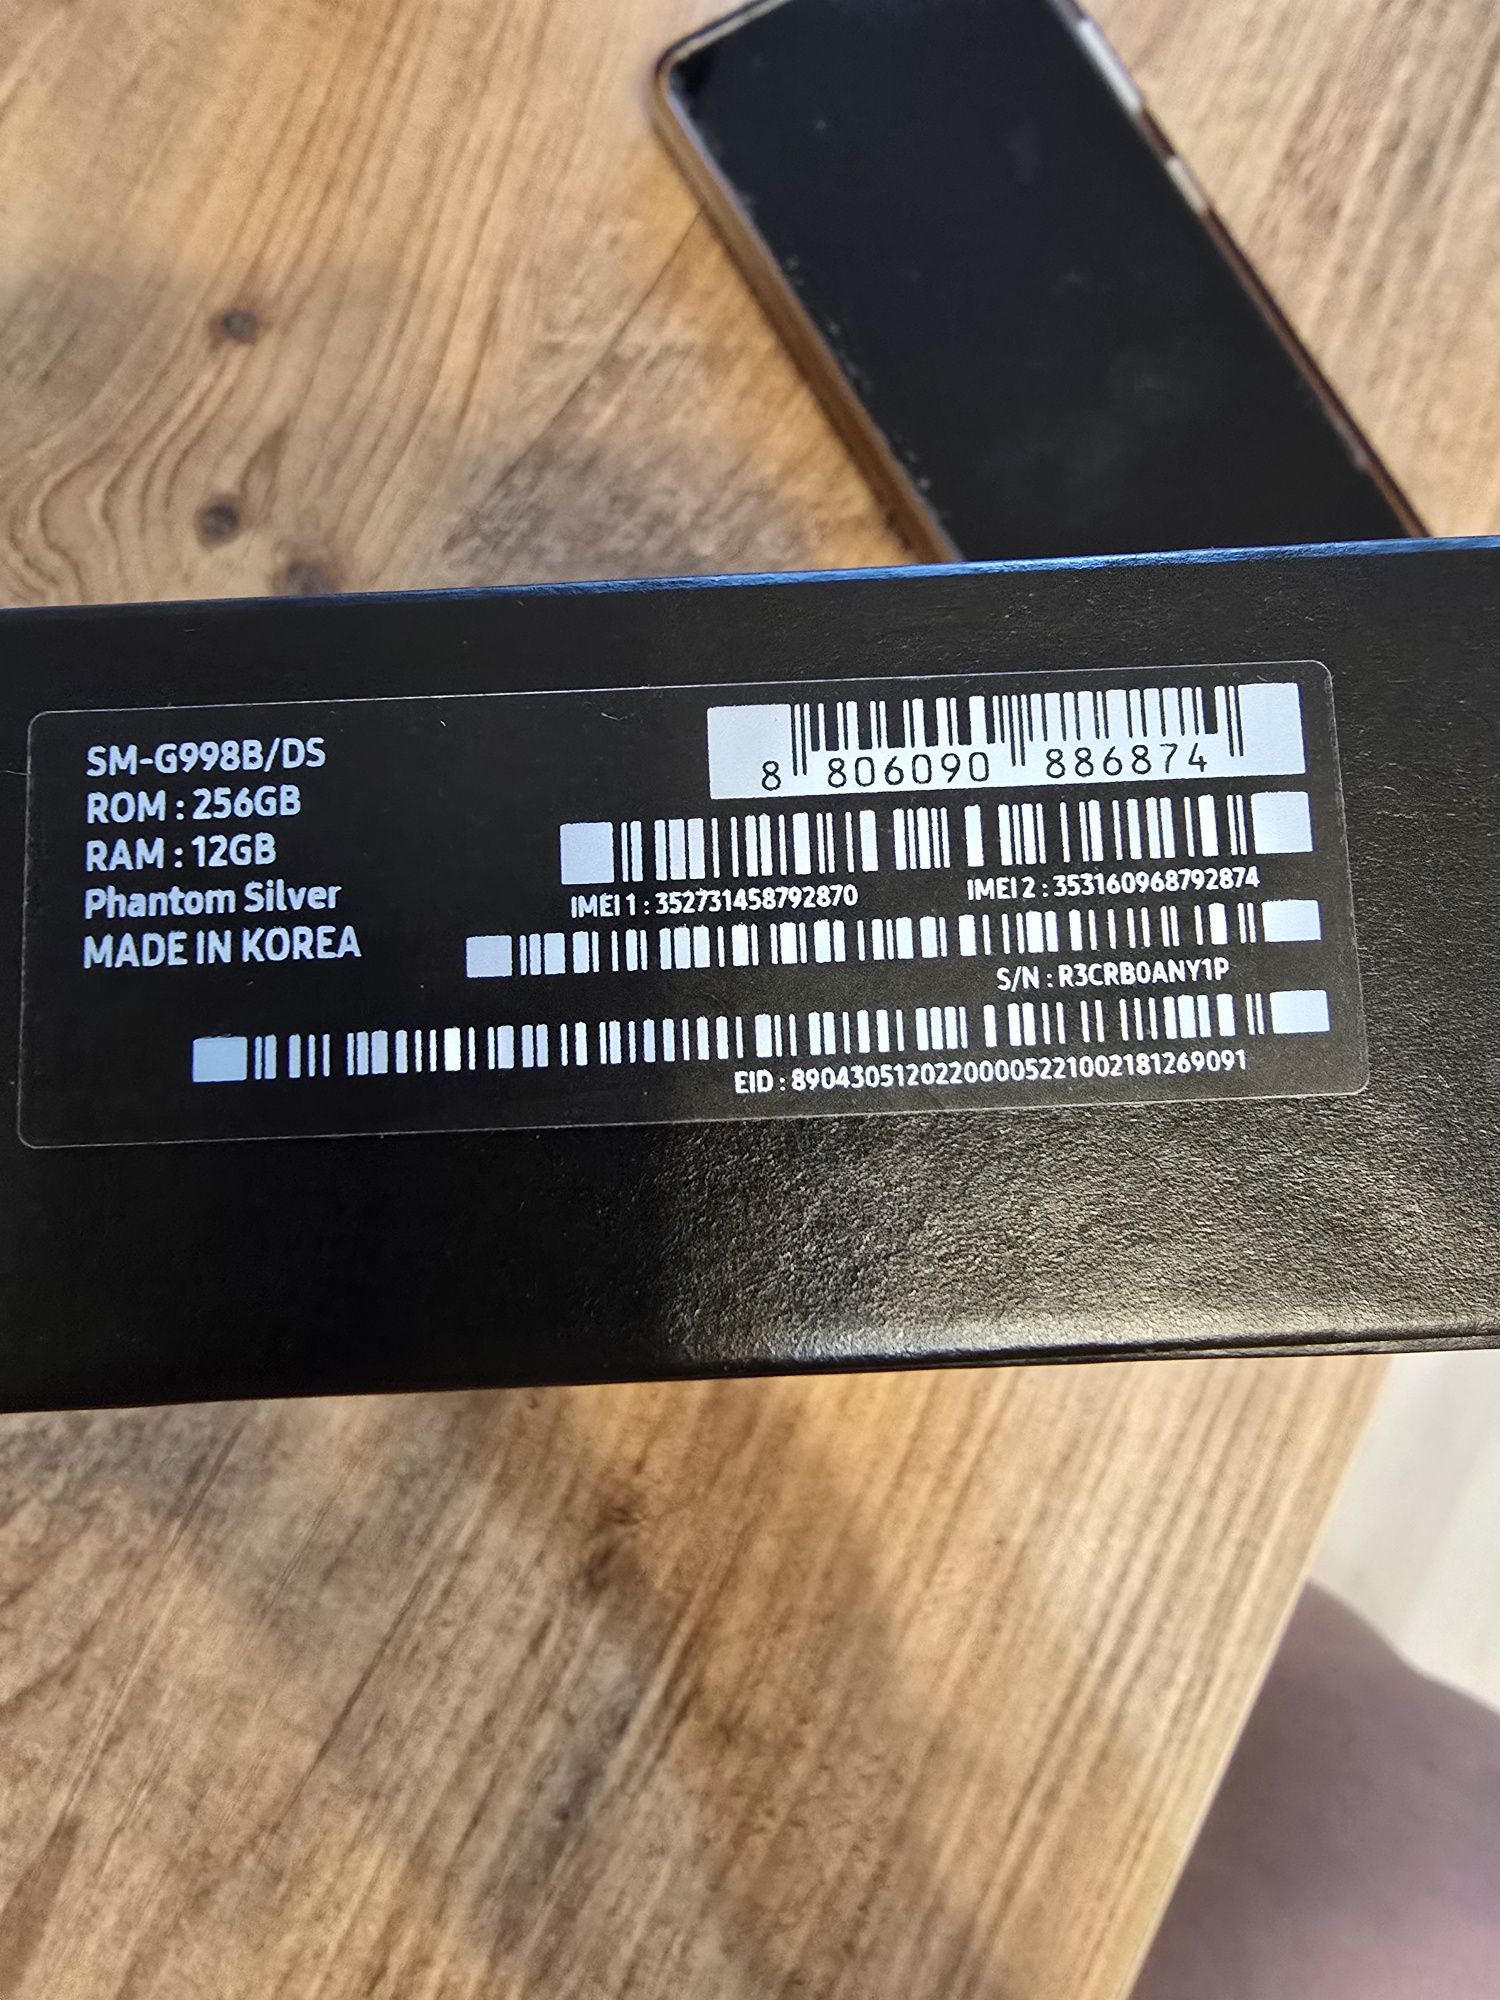 SM-G998B/DS
ROM : 256GB
RAM : 12GB
Phantom Silver
MADE IN KOREA
8 806090 886874
IMEI 1 : 352731458792870
IMEI 2 : 353160968792874
S/N : R3CRB0ANY1P
EID : 89043051202200005221002181269091